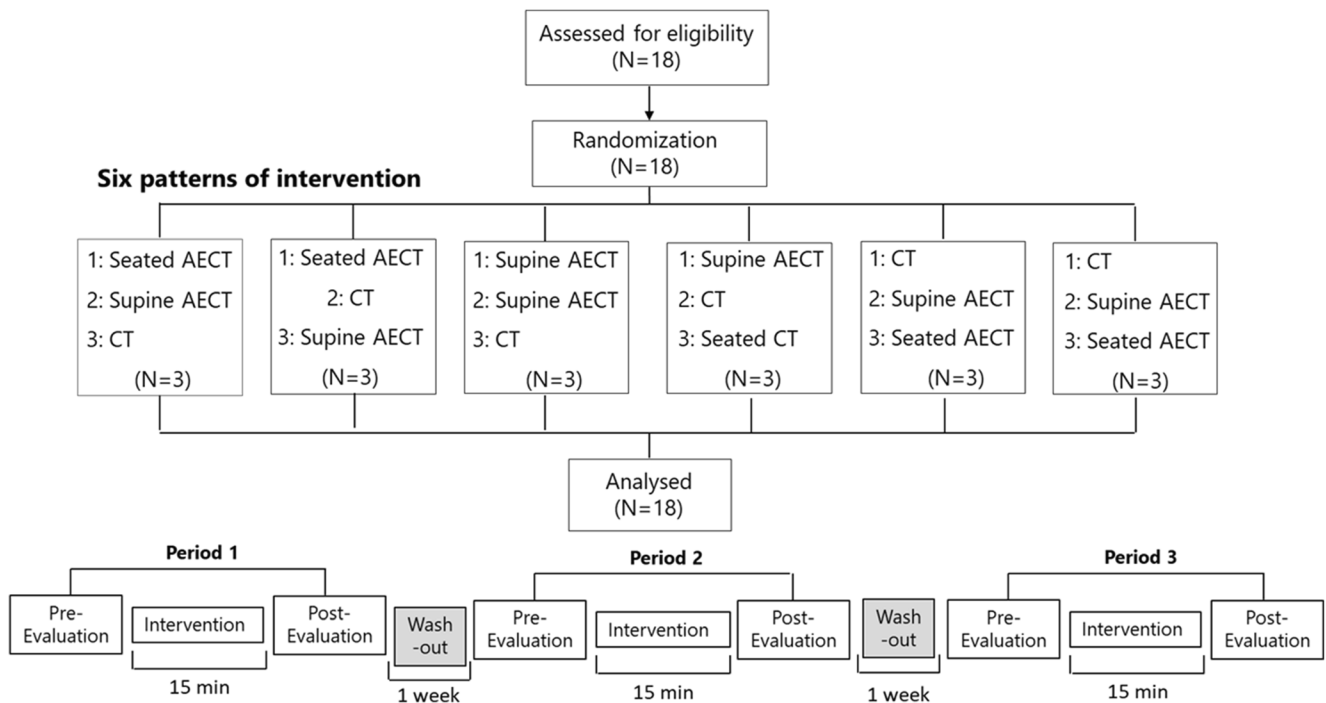 Assessed for eligibility
(N=18)
Randomization
(N=18)
Six patterns of intervention
1: Seated AECT
2: Supine AECT
3: CT
(N=3)
1: Seated AECT
2: CT
3: Supine AECT
(N=3)
1: Supine AECT
2: Supine AECT
3: CT
(N=3)
1: Supine AECT
2: CT
3: Seated CT
(N=3)
1: CT
2: Supine AECT
3: Seated AECT
(N=3)
1: CT
2: Supine AECT
3: Seated AECT
(N=3)
Analysed
(N=18)
Period 1
Pre-
Evaluation
Intervention
Post-
Evaluation
15 min
Wash
-out
1 week
Period 2
Pre-
Evaluation
Intervention
Post-
Evaluation
15 min
Wash
-out
1 week
Period 3
Pre-
Evaluation
Intervention
Post-
Evaluation
15 min